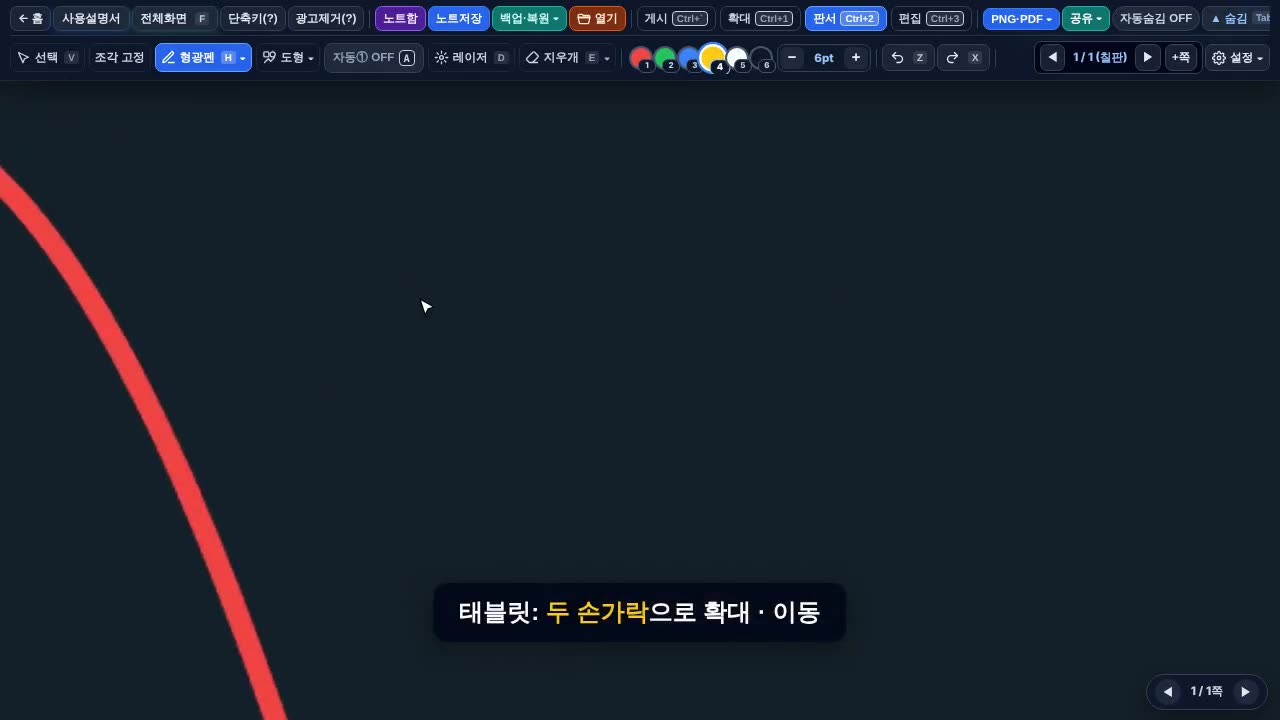 ← 홈 사용설명서 전체화면 F 단축키(?) 광고제거(?) 노트함 노트저장 백업·복원 열기 게시 Ctrl+` 확대 Ctrl+1 판서 Ctrl+2 편집 Ctrl+3 PNG·PDF 공유 자동숨김 OFF ▲ 숨김 Tab
선택 V 조각 고정 형광펜 H 도형 자동① OFF A 레이저 D 지우개 E 1 2 3 4 5 6 − 6pt + Z X ◀ 1 / 1(칠판) ▶ +쪽 설정
태블릿: 두 손가락으로 확대 · 이동
◀ 1 / 1쪽 ▶